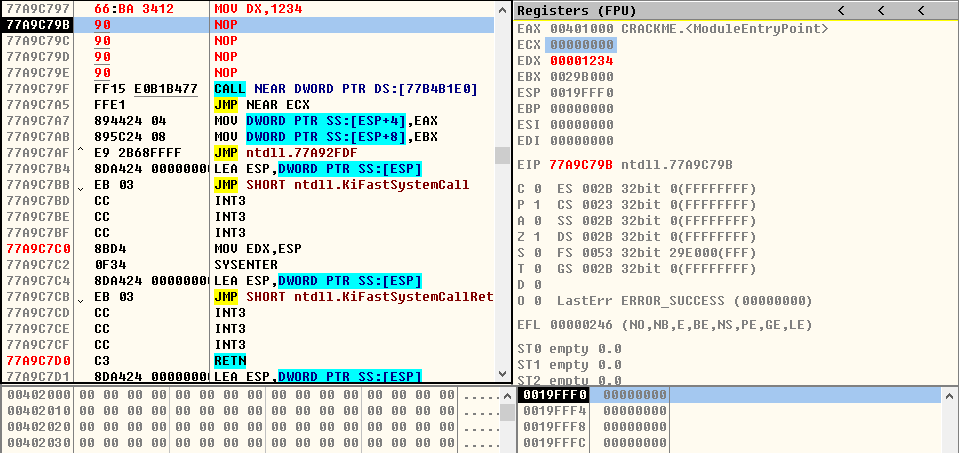 77A9C797 66:BA 3412 MOV DX,1234
77A9C79B 90 NOP
77A9C79C 90 NOP
77A9C79D 90 NOP
77A9C79E 90 NOP
77A9C79F FF15 E0B1B477 CALL NEAR DWORD PTR DS:[77B4B1E0]
77A9C7A5 FFE1 JMP NEAR ECX
77A9C7A7 894424 04 MOV DWORD PTR SS:[ESP+4],EAX
77A9C7AB 895C24 08 MOV DWORD PTR SS:[ESP+8],EBX
77A9C7AF ^ E9 2B68FFFF JMP ntdll.77A92FDF
77A9C7B4 8DA424 0000000 LEA ESP,DWORD PTR SS:[ESP]
77A9C7BB ˅ EB 03 JMP SHORT ntdll.KiFastSystemCall
77A9C7BD CC INT3
77A9C7BE CC INT3
77A9C7BF CC INT3
77A9C7C0 8BD4 MOV EDX,ESP
77A9C7C2 0F34 SYSENTER
77A9C7C4 8DA424 0000000 LEA ESP,DWORD PTR SS:[ESP]
77A9C7CB ˅ EB 03 JMP SHORT ntdll.KiFastSystemCallRet
77A9C7CD CC INT3
77A9C7CE CC INT3
77A9C7CF CC INT3
77A9C7D0 C3 RETN
77A9C7D1 8DA424 0000000 LEA ESP,DWORD PTR SS:[ESP]
Registers (FPU) < < <
EAX 00401000 CRACKME.<ModuleEntryPoint>
ECX 00000000
EDX 00001234
EBX 0029B000
ESP 0019FFF0
EBP 00000000
ESI 00000000
EDI 00000000
EIP 77A9C79B ntdll.77A9C79B
C 0 ES 002B 32bit 0(FFFFFFFF)
P 1 CS 0023 32bit 0(FFFFFFFF)
A 0 SS 002B 32bit 0(FFFFFFFF)
Z 1 DS 002B 32bit 0(FFFFFFFF)
S 0 FS 0053 32bit 29E000(FFF)
T 0 GS 002B 32bit 0(FFFFFFFF)
D 0
O 0 LastErr ERROR_SUCCESS (00000000)
EFL 00000246 (NO,NB,E,BE,NS,PE,GE,LE)
ST0 empty 0.0
ST1 empty 0.0
ST2 empty 0.0
00402000 00 00 00 00 00 00 00 00 00 00 00 00 00 00 00 00 .....
00402010 00 00 00 00 00 00 00 00 00 00 00 00 00 00 00 00 .....
00402020 00 00 00 00 00 00 00 00 00 00 00 00 00 00 00 00 .....
00402030 00 00 00 00 00 00 00 00 00 00 00 00 00 00 00 00 .....
0019FFF0 00000000
0019FFF4 00000000
0019FFF8 00000000
0019FFFC 00000000